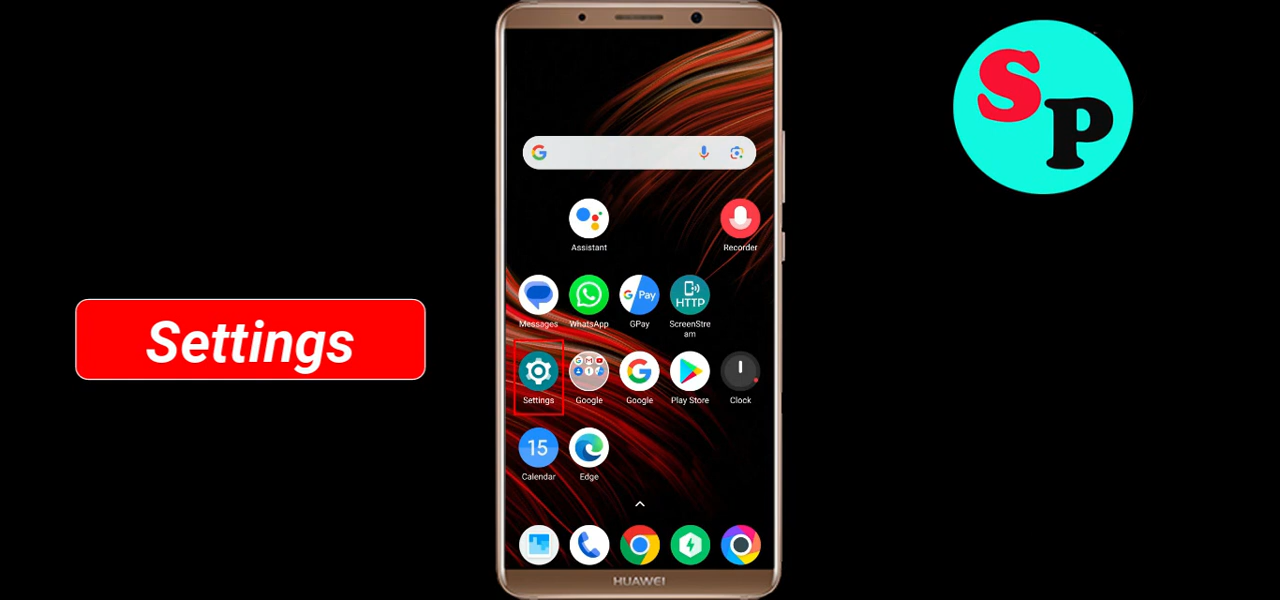 SP
Settings
Assistant
Recorder
Messages
WhatsApp
G Pay
GPay
HTTP
ScreenStre
am
Settings
Google
Google
Play Store
Clock
15
Calendar
Edge
HUAWEI